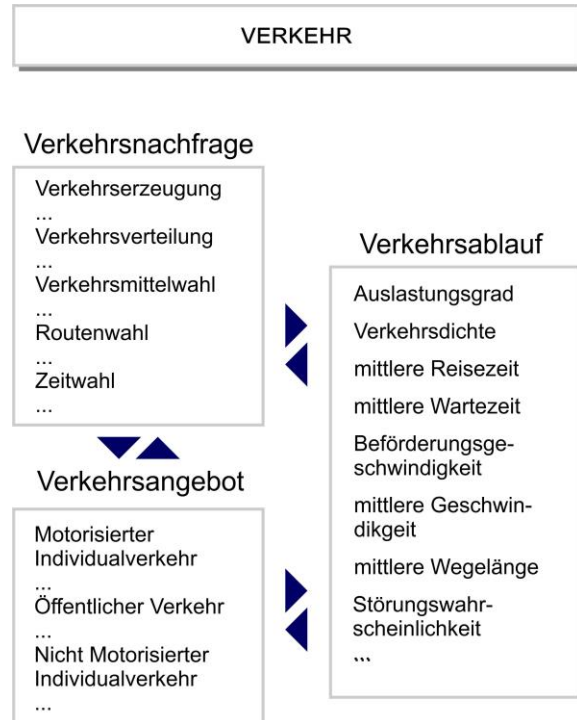 VERKEHR
Verkehrsnachfrage
Verkehrserzeugung
...
Verkehrsverteilung
...
Verkehrsmittelwahl
...
Routenwahl
...
Zeitwahl
...
Verkehrsangebot
Motorisierter
Individualverkehr
...
Öffentlicher Verkehr
...
Nicht Motorisierter
Individualverkehr
...
Verkehrsablauf
Auslastungsgrad
Verkehrsdichte
mittlere Reisezeit
mittlere Wartezeit
Beförderungsge-
schwindigkeit
mittlere Geschwin-
dikgeit
mittlere Wegelänge
Störungswahr-
scheinlichkeit
...